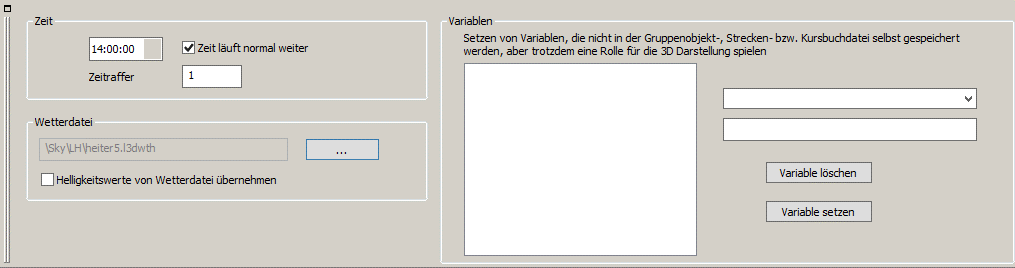 Zeit
14:00:00
Zeit läuft normal weiter
Zeitraffer
1
Wetterdatei
\Sky\LH\heiter5.l3dwth
...
Helligkeitswerte von Wetterdatei übernehmen
Variablen
Setzen von Variablen, die nicht in der Gruppenobjekt-, Strecken- bzw. Kursbuchdatei selbst gespeichert
werden, aber trotzdem eine Rolle für die 3D Darstellung spielen
Variable löschen
Variable setzen